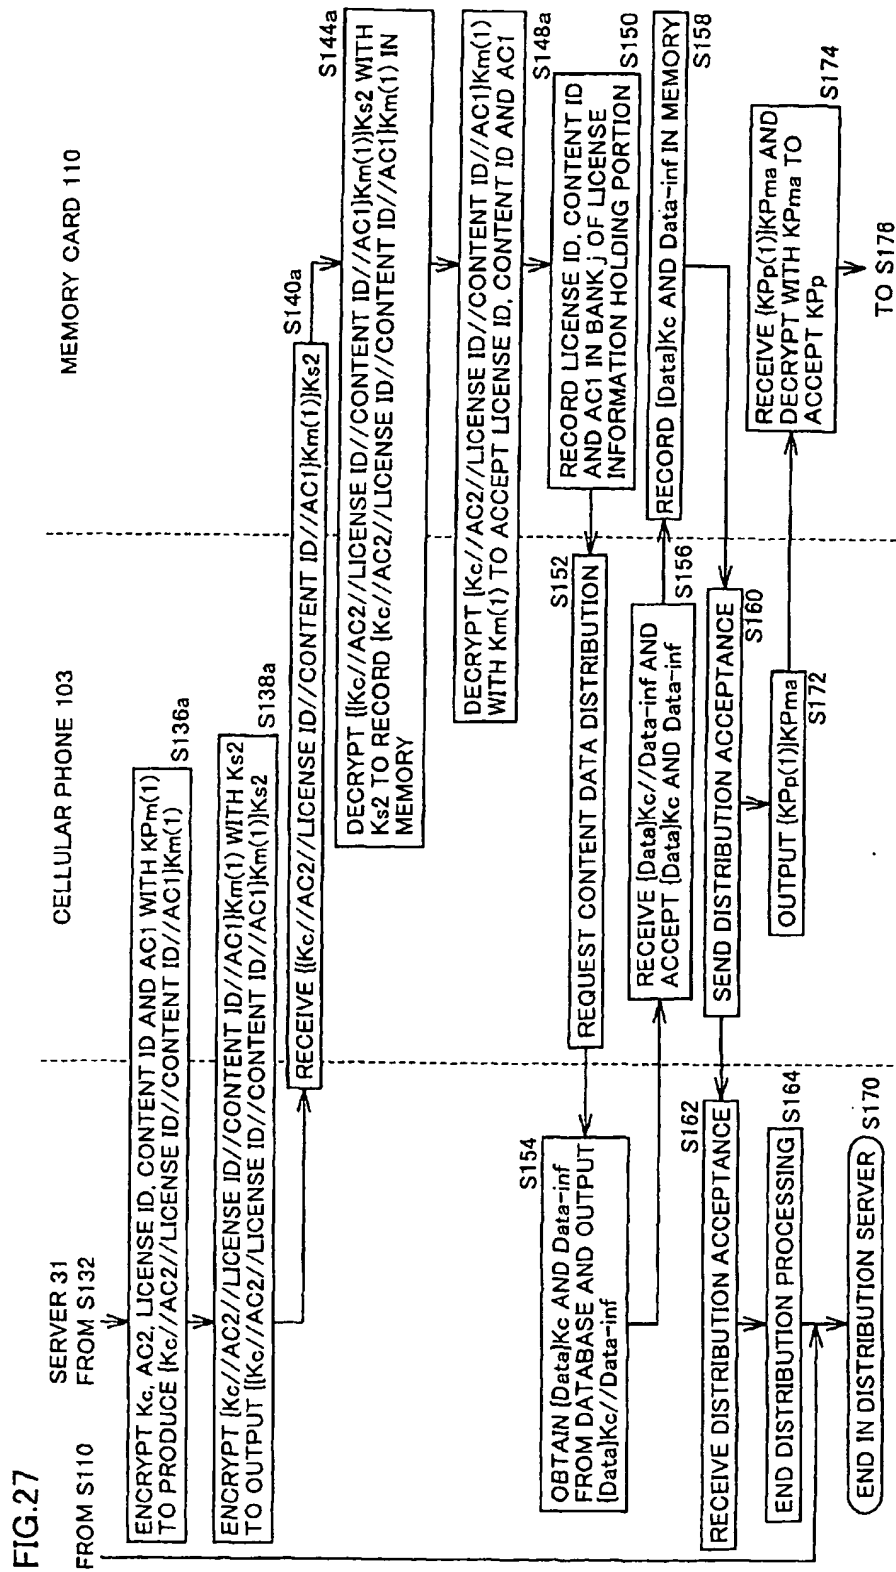 FIG.27
SERVER 31
CELLULAR PHONE 103
MEMORY CARD 110
FROM S110
FROM S132
ENCRYPT Kc, AC2, LICENSE ID, CONTENT ID AND AC1 WITH KPm(1)
TO PRODUCE {Kc//AC2//LICENSE ID//CONTENT ID//AC1}Km(1)
S136a
ENCRYPT {Kc//AC2//LICENSE ID//CONTENT ID//AC1}Km(1) WITH Ks2
TO OUTPUT {{Kc//AC2//LICENSE ID//CONTENT ID//AC1}Km(1)}Ks2
S138a
RECEIVE {{Kc//AC2//LICENSE ID//CONTENT ID//AC1}Km(1)}Ks2
S140a
DECRYPT {{Kc//AC2//LICENSE ID//CONTENT ID//AC1}Km(1)}Ks2 WITH
Ks2 TO RECORD {Kc//AC2//LICENSE ID//CONTENT ID//AC1}Km(1) IN
MEMORY
S144a
DECRYPT {Kc//AC2//LICENSE ID//CONTENT ID//AC1}Km(1)
WITH Km(1) TO ACCEPT LICENSE ID, CONTENT ID AND AC1
S148a
RECORD LICENSE ID, CONTENT ID
AND AC1 IN BANK j OF LICENSE
INFORMATION HOLDING PORTION
S150
REQUEST CONTENT DATA DISTRIBUTION
S152
OBTAIN {Data}Kc AND Data-inf
FROM DATABASE AND OUTPUT
{Data}Kc//Data-inf
S154
RECEIVE {Data}Kc//Data-inf AND
ACCEPT {Data}Kc AND Data-inf
S156
RECORD {Data}Kc AND Data-inf IN MEMORY
S158
SEND DISTRIBUTION ACCEPTANCE
S160
RECEIVE DISTRIBUTION ACCEPTANCE
S162
END DISTRIBUTION PROCESSING
S164
END IN DISTRIBUTION SERVER
S170
OUTPUT {KPp(1)}KPma
S172
RECEIVE {KPp(1)}KPma AND
DECRYPT WITH KPma TO
ACCEPT KPp
S174
TO S178